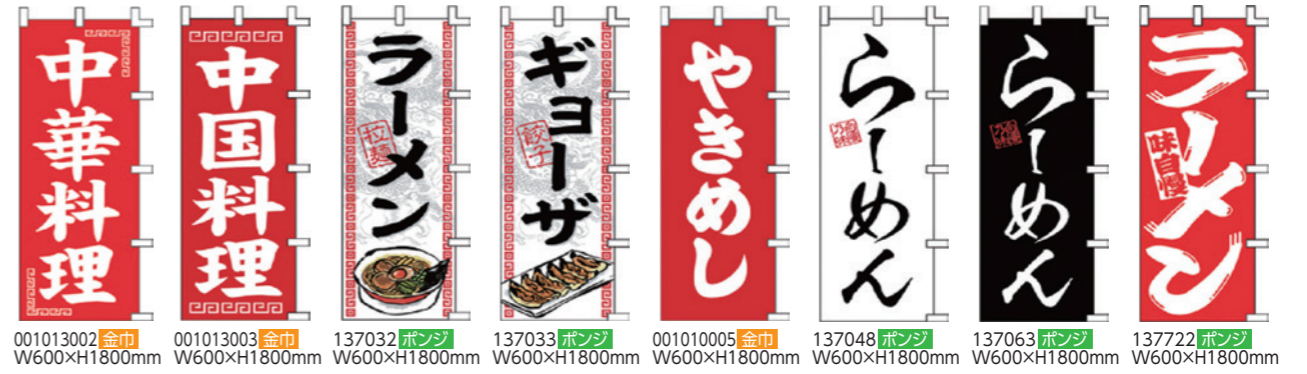 中華料理
001013002 金巾
W600×H1800mm
中国料理
001013003 金巾
W600×H1800mm
ラーメン
拉麺
137032 ポンジ
W600×H1800mm
ギョーザ
餃子
137033 ポンジ
W600×H1800mm
やきめし
001010005 金巾
W600×H1800mm
らーめん
137048 ポンジ
W600×H1800mm
らーめん
137063 ポンジ
W600×H1800mm
ラーメン
味自慢
137722 ポンジ
W600×H1800mm